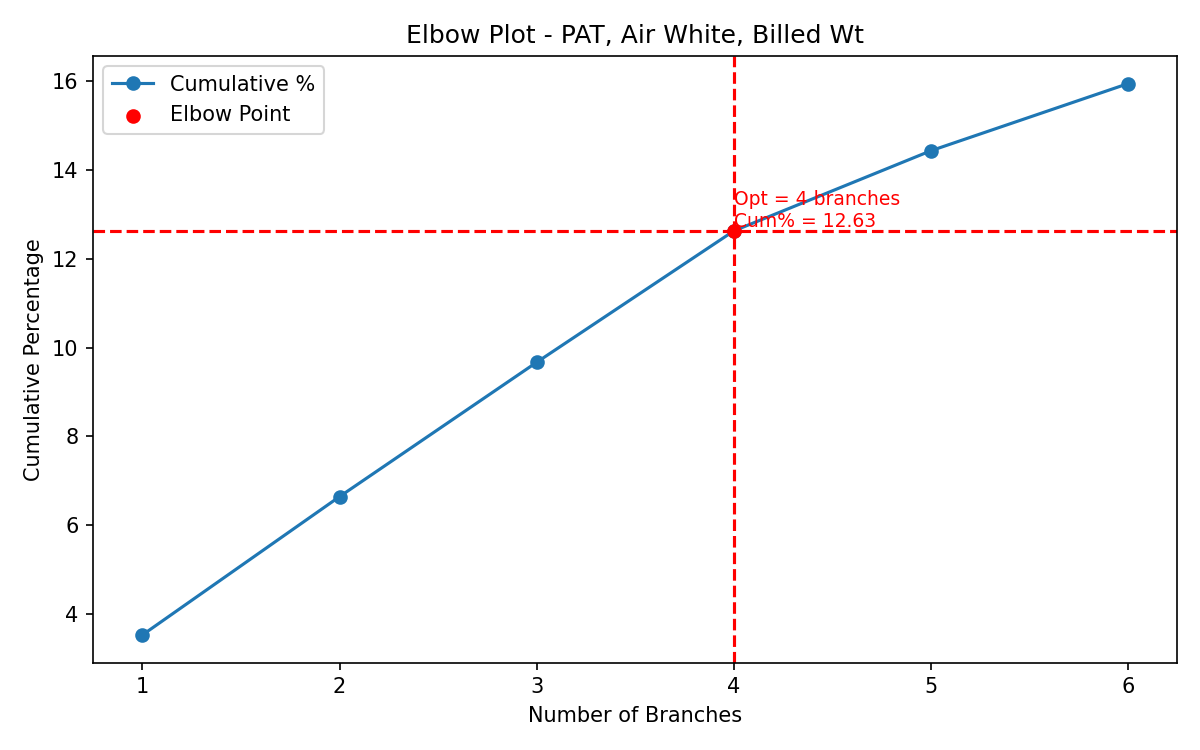 Elbow Plot - PAT, Air White, Billed Wt
Cumulative %
Elbow Point
Opt = 4 branches
Cum% = 12.63
Cumulative Percentage
16
14
12
10
8
6
4
1 2 3 4 5 6
Number of Branches